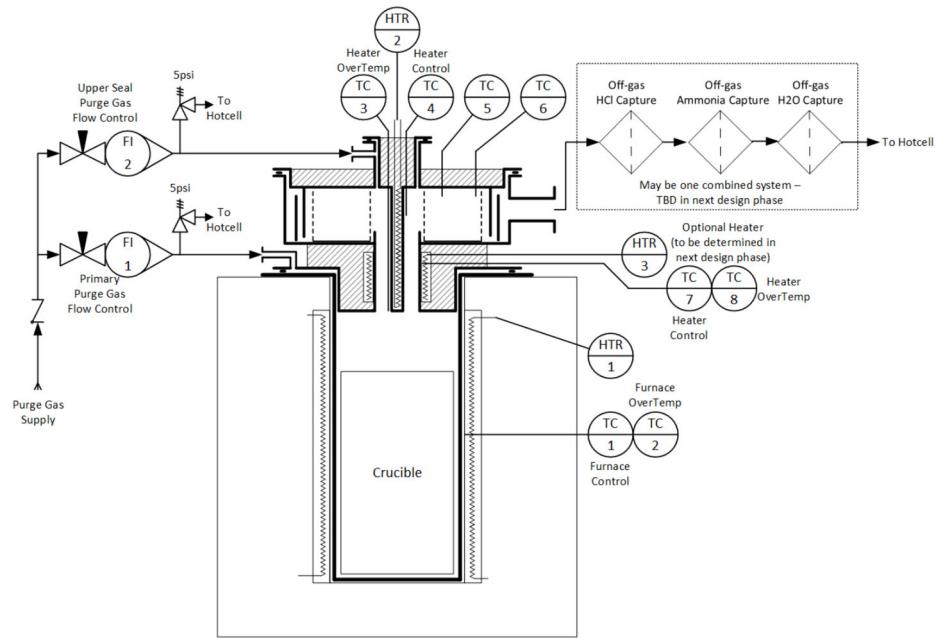 HTR
2
Heater
OverTemp
Heater
Control
TC
3
TC
4
TC
5
TC
6
Upper Seal
Purge Gas
Flow Control
5psi
To
Hotcell
FI
2
Off-gas
HCl Capture
Off-gas
Ammonia Capture
Off-gas
H2O Capture
To Hotcell
May be one combined system –
TBD in next design phase
5psi
To
Hotcell
FI
1
Primary
Purge Gas
Flow Control
Optional Heater
(to be determined in
next design phase)
HTR
3
TC
7
TC
8
Heater
OverTemp
Heater
Control
HTR
1
Purge Gas
Supply
Furnace
OverTemp
TC
1
TC
2
Furnace
Control
Crucible